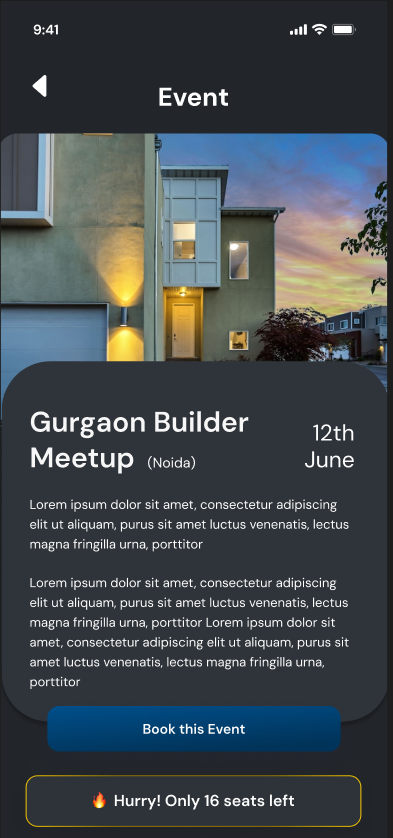 9:41
Event
Gurgaon Builder
Meetup (Noida)
12th
June
Lorem ipsum dolor sit amet, consectetur adipiscing
elit ut aliquam, purus sit amet luctus venenatis, lectus
magna fringilla urna, porttitor
Lorem ipsum dolor sit amet, consectetur adipiscing
elit ut aliquam, purus sit amet luctus venenatis, lectus
magna fringilla urna, porttitor Lorem ipsum dolor sit
amet, consectetur adipiscing elit ut aliquam, purus sit
amet luctus venenatis, lectus magna fringilla urna,
porttitor
Book this Event
🔥 Hurry! Only 16 seats left